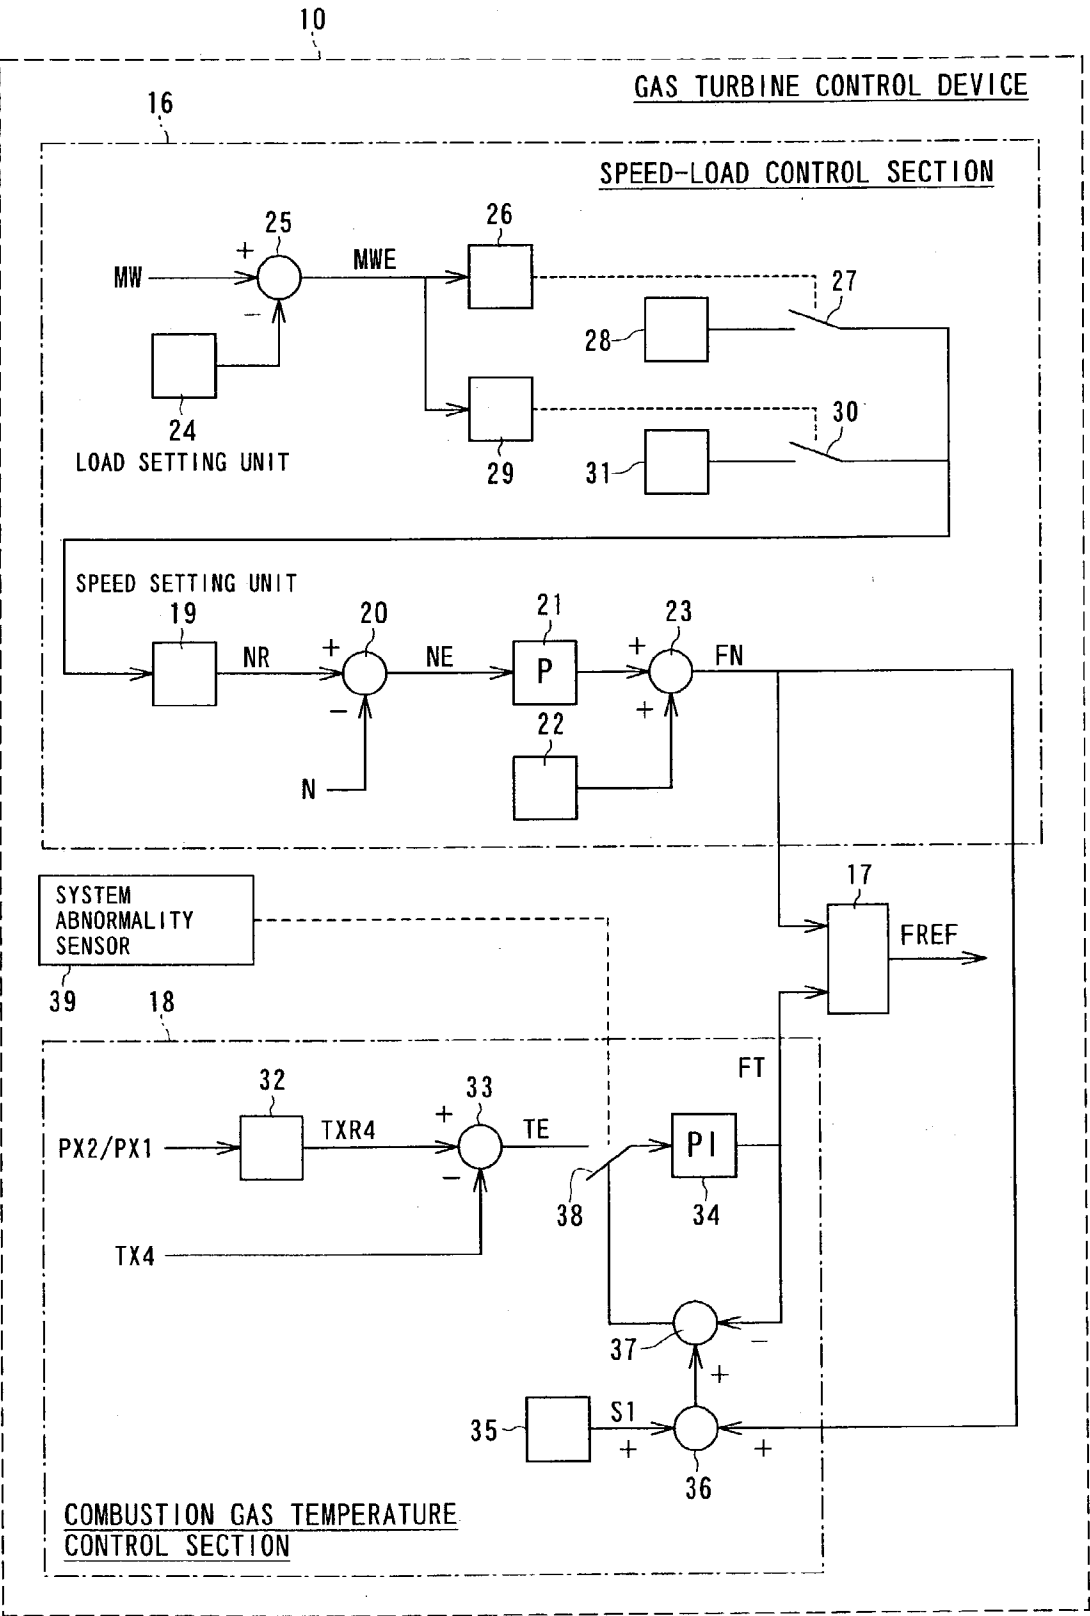 10
GAS TURBINE CONTROL DEVICE
16
SPEED-LOAD CONTROL SECTION
25
26
+
MW
MWE
27
−
28
24
LOAD SETTING UNIT
29
30
31
SPEED SETTING UNIT
19
20
21
23
+
NR
NE
P
+
FN
−
+
22
N
SYSTEM
ABNORMALITY
SENSOR
17
FREF
39
18
FT
32
33
+
PX2/PX1
TXR4
TE
PI
−
38
34
TX4
37
−
+
S1
35
+
+
36
COMBUSTION GAS TEMPERATURE
CONTROL SECTION